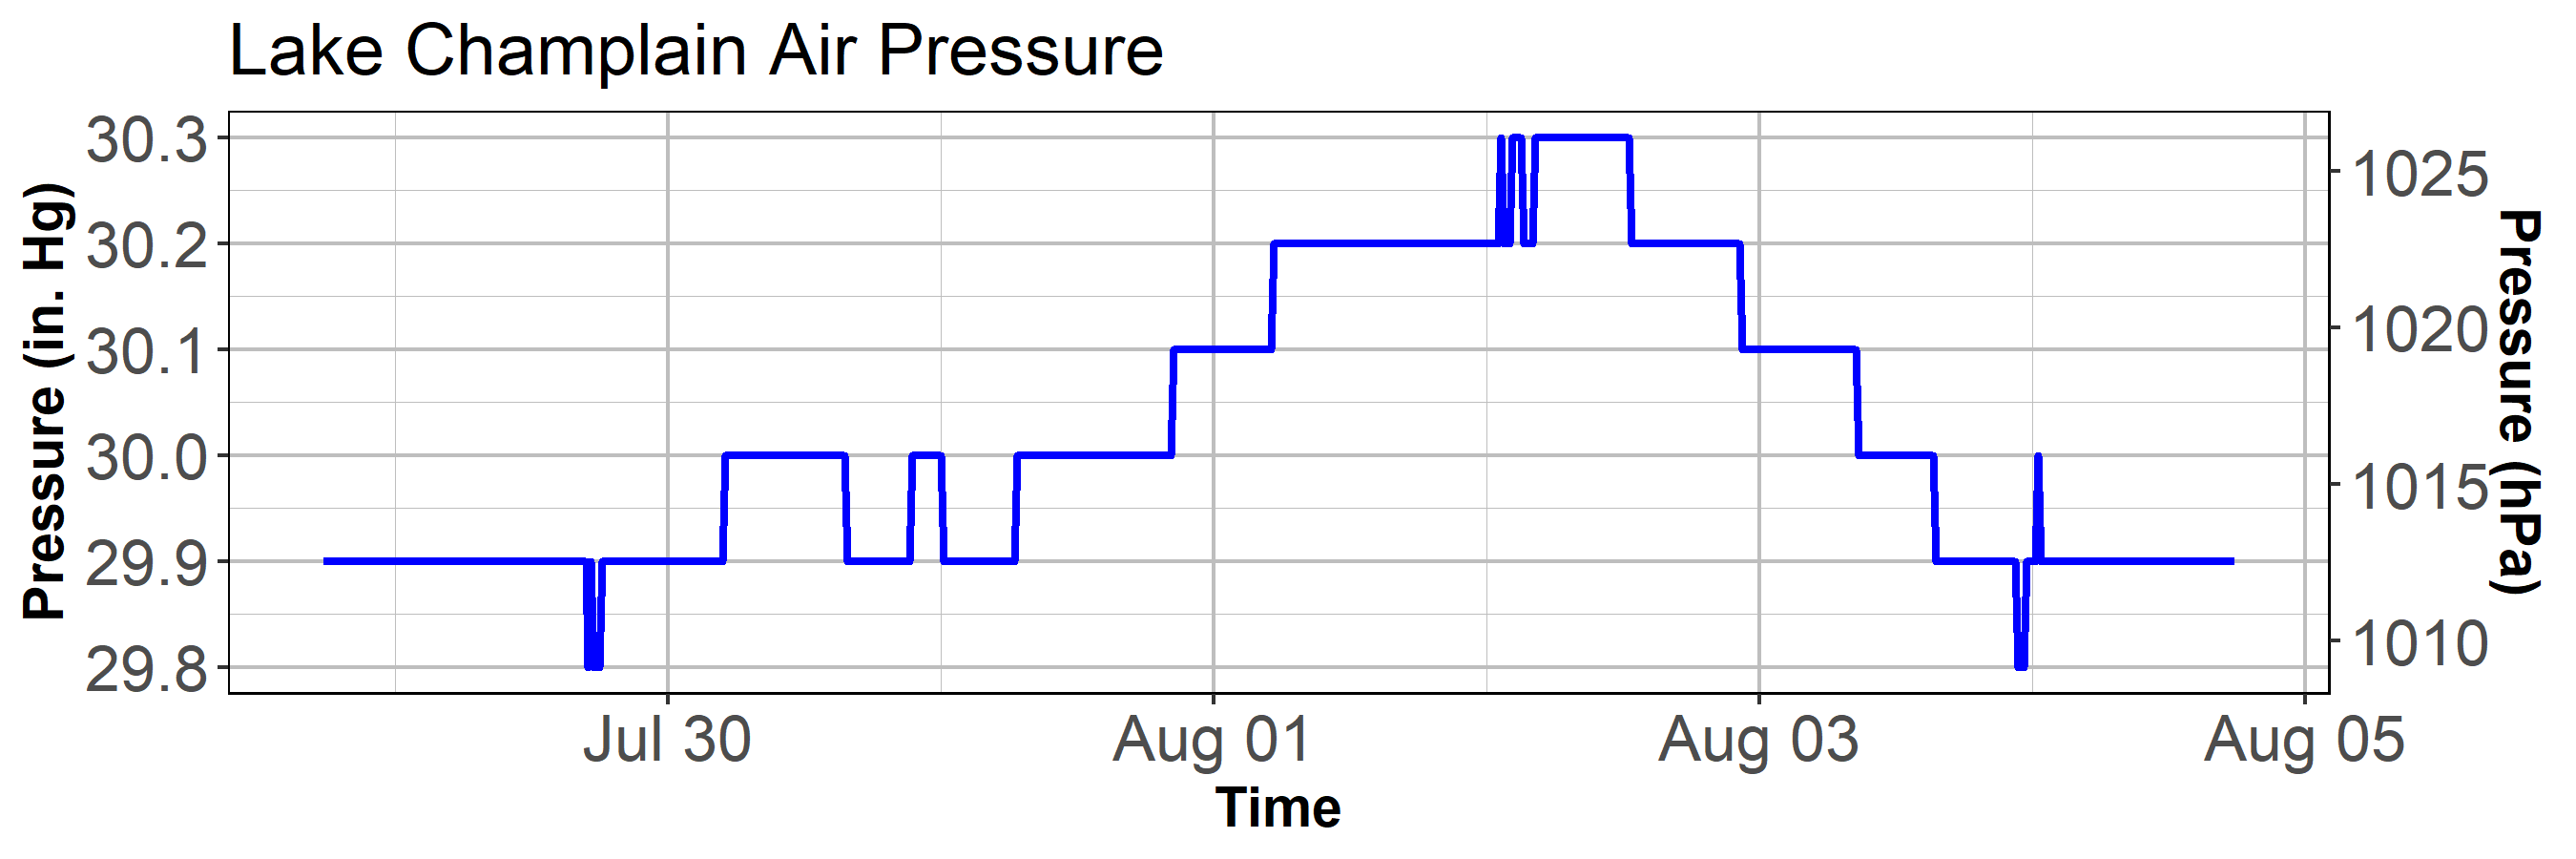 Lake Champlain Air Pressure
Pressure (in. Hg)
30.3
30.2
30.1
30.0
29.9
29.8
1025
1020
1015
1010
Pressure (hPa)
Jul 30 Aug 01 Aug 03 Aug 05
Time